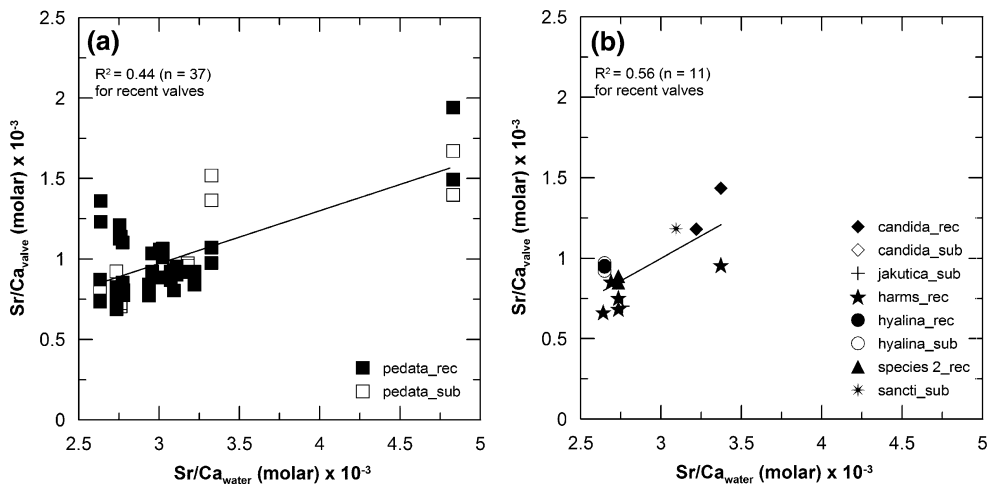 (a)
R² = 0.44 (n = 37)
for recent valves
2.5
2
1.5
1
0.5
0
Sr/Ca_valve (molar) x 10⁻³
pedata_rec
pedata_sub
2.5 3 3.5 4 4.5 5
Sr/Ca_water (molar) x 10⁻³
(b)
R² = 0.56 (n = 11)
for recent valves
2.5
2
1.5
1
0.5
0
Sr/Ca_valve (molar) x 10⁻³
candida_rec
candida_sub
jakutica_sub
harms_rec
hyalina_rec
hyalina_sub
species 2_rec
sancti_sub
2.5 3 3.5 4 4.5 5
Sr/Ca_water (molar) x 10⁻³